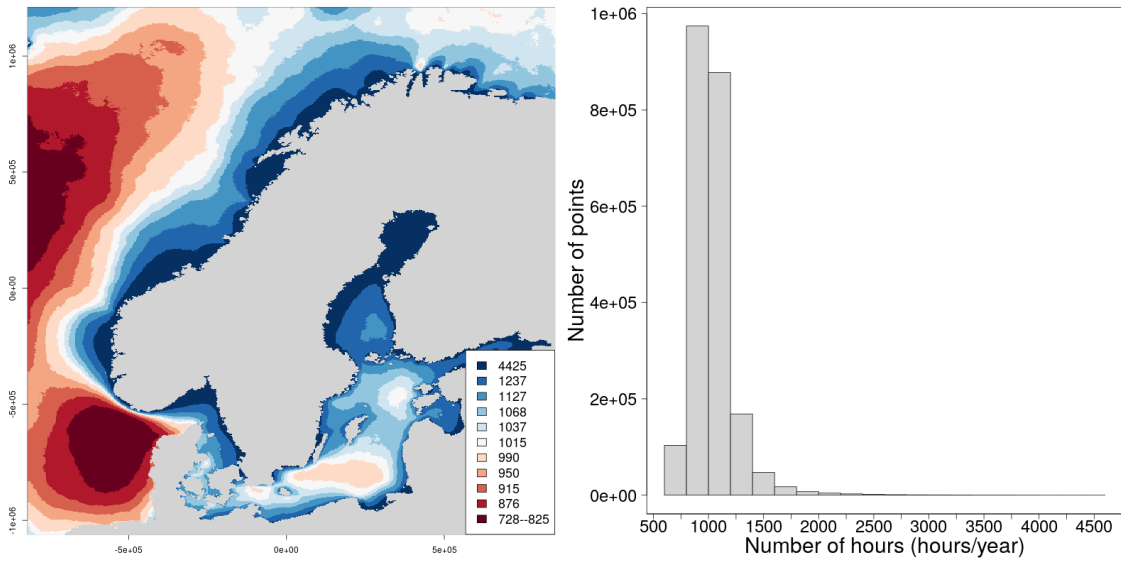 1e+06
5e+05
0e+00
-5e+05
-1e+06
-5e+05
0e+00
5e+05
4425
1237
1127
1068
1037
1015
990
950
915
876
728--825
Number of points
1e+06
8e+05
6e+05
4e+05
2e+05
0e+00
500
1000
1500
2000
2500
3000
3500
4000
4500
Number of hours (hours/year)